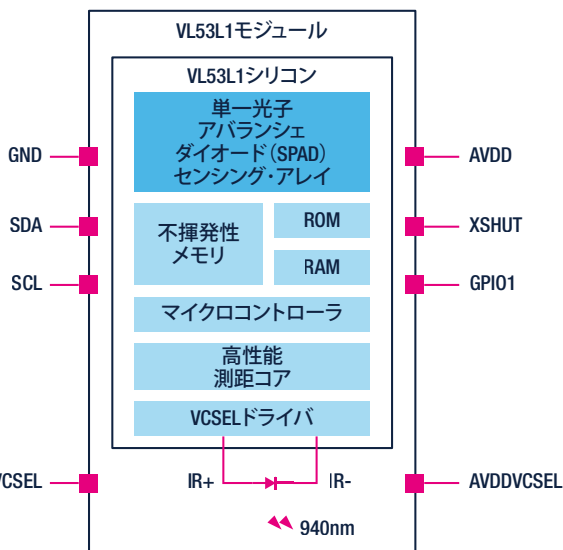 VL53L1モジュール
VL53L1シリコン
単一光子
アバランシェ
ダイオード(SPAD)
センシング・アレイ
GND
AVDD
SDA
不揮発性
メモリ
ROM
XSHUT
SCL
RAM
GPIO1
マイクロコントローラ
高性能
測距コア
VCSELドライバ
VCSEL
IR+
IR-
AVDDVCSEL
940nm